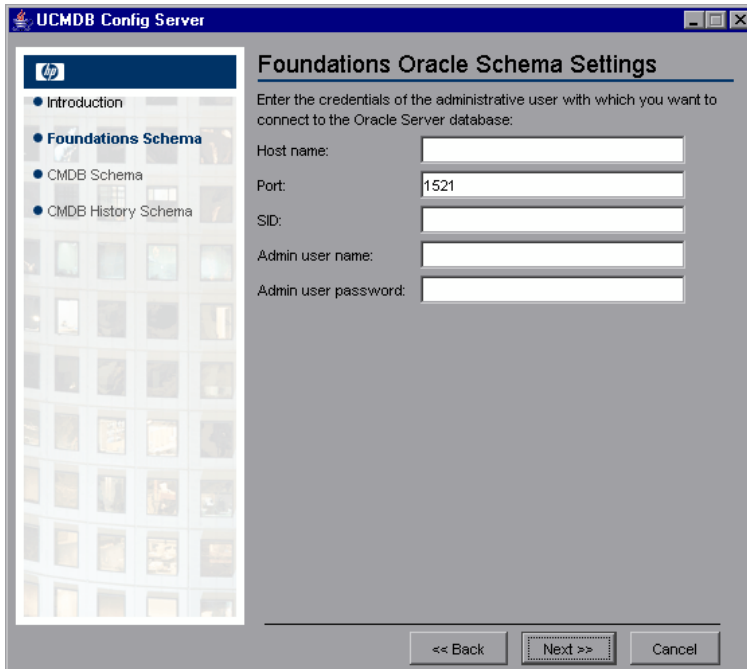 UCMDB Config Server
hp
Introduction
Foundations Schema
CMDB Schema
CMDB History Schema
Foundations Oracle Schema Settings
Enter the credentials of the administrative user with which you want to
connect to the Oracle Server database:
Host name:
Port: 1521
SID:
Admin user name:
Admin user password:
<< Back Next >> Cancel